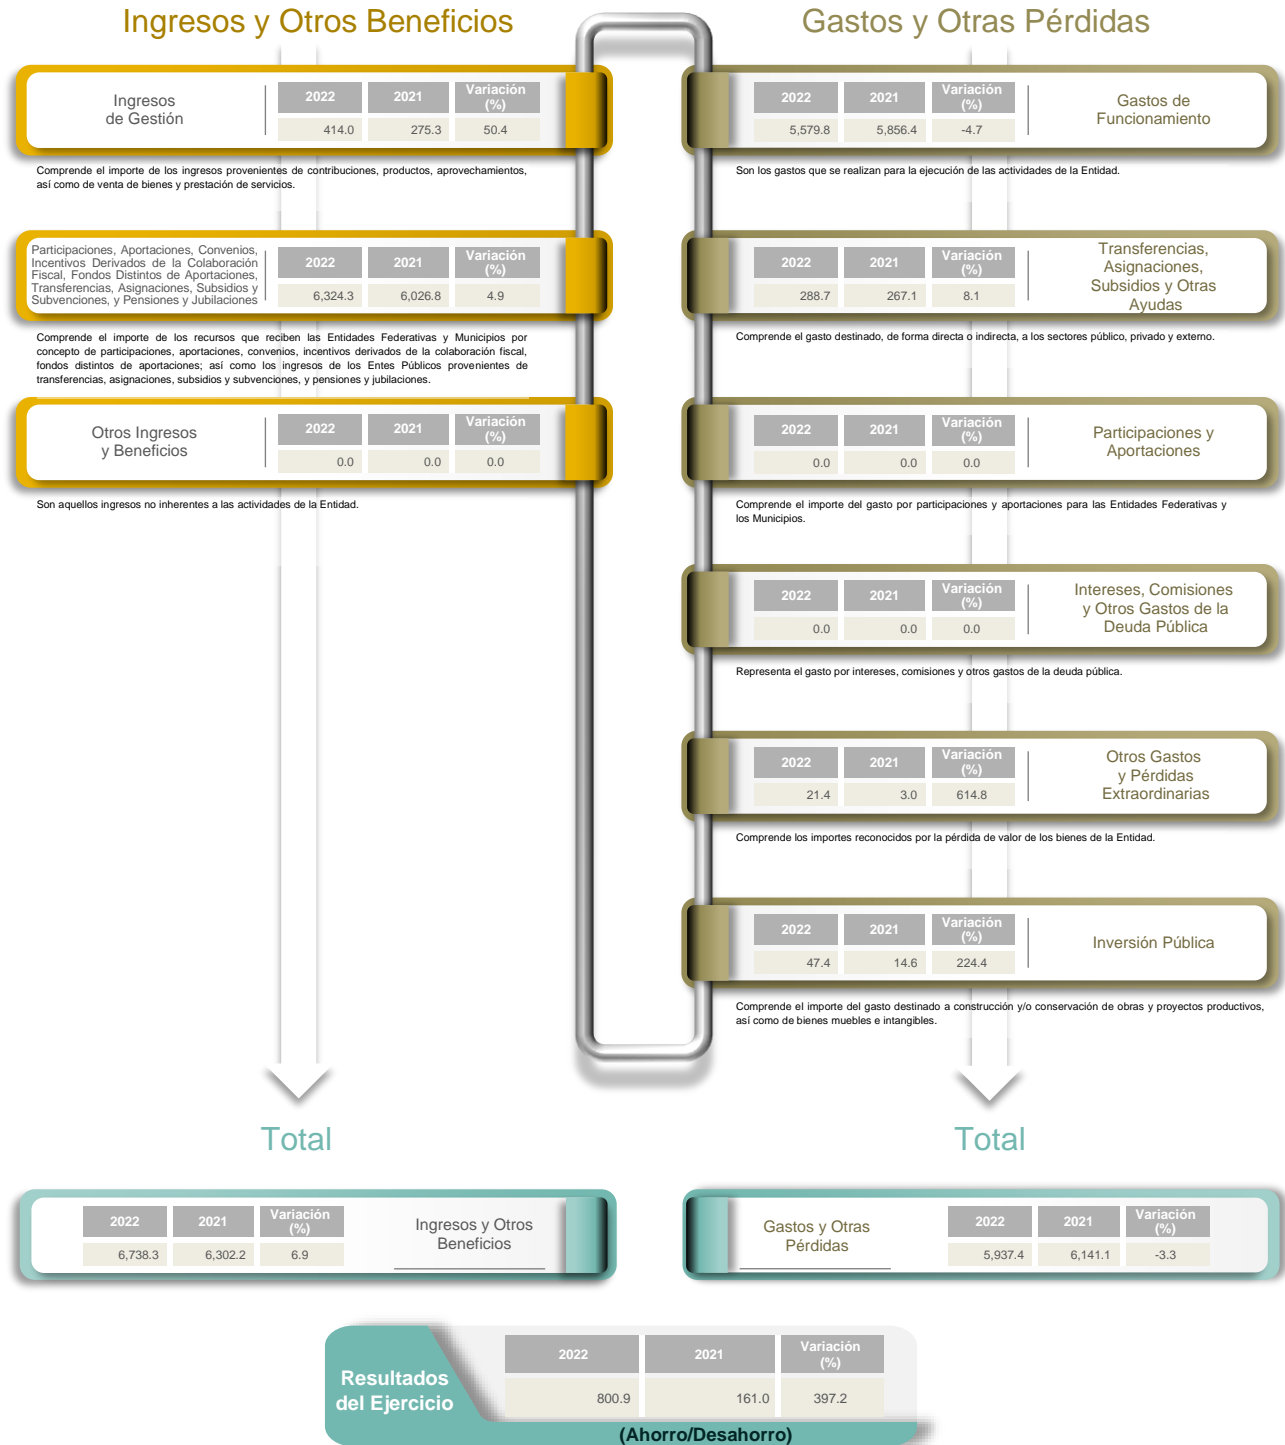 Ingresos y Otros Beneficios
Ingresos
de Gestión
2022 2021 Variación
(%)
414.0 275.3 50.4
Comprende el importe de los ingresos provenientes de contribuciones, productos, aprovechamientos,
así como de venta de bienes y prestación de servicios.
Participaciones, Aportaciones, Convenios,
Incentivos Derivados de la Colaboración
Fiscal, Fondos Distintos de Aportaciones,
Transferencias, Asignaciones, Subsidios y
Subvenciones, y Pensiones y Jubilaciones
2022 2021 Variación
(%)
6,324.3 6,026.8 4.9
Comprende el importe de los recursos que reciben las Entidades Federativas y Municipios por
concepto de participaciones, aportaciones, convenios, incentivos derivados de la colaboración fiscal,
fondos distintos de aportaciones; así como los ingresos de los Entes Públicos provenientes de
transferencias, asignaciones, subsidios y subvenciones, y pensiones y jubilaciones.
Otros Ingresos
y Beneficios
2022 2021 Variación
(%)
0.0 0.0 0.0
Son aquellos ingresos no inherentes a las actividades de la Entidad.
Gastos y Otras Pérdidas
2022 2021 Variación
(%)
5,579.8 5,856.4 -4.7
Gastos de
Funcionamiento
Son los gastos que se realizan para la ejecución de las actividades de la Entidad.
2022 2021 Variación
(%)
288.7 267.1 8.1
Transferencias,
Asignaciones,
Subsidios y Otras
Ayudas
Comprende el gasto destinado, de forma directa o indirecta, a los sectores público, privado y externo.
2022 2021 Variación
(%)
0.0 0.0 0.0
Participaciones y
Aportaciones
Comprende el importe del gasto por participaciones y aportaciones para las Entidades Federativas y
los Municipios.
2022 2021 Variación
(%)
0.0 0.0 0.0
Intereses, Comisiones
y Otros Gastos de la
Deuda Pública
Representa el gasto por intereses, comisiones y otros gastos de la deuda pública.
2022 2021 Variación
(%)
21.4 3.0 614.8
Otros Gastos
y Pérdidas
Extraordinarias
Comprende los importes reconocidos por la pérdida de valor de los bienes de la Entidad.
2022 2021 Variación
(%)
47.4 14.6 224.4
Inversión Pública
Comprende el importe del gasto destinado a construcción y/o conservación de obras y proyectos productivos,
así como de bienes muebles e intangibles.
Total
2022 2021 Variación
(%)
6,738.3 6,302.2 6.9
Ingresos y Otros
Beneficios
Total
Gastos y Otras
Pérdidas
2022 2021 Variación
(%)
5,937.4 6,141.1 -3.3
Resultados
del Ejercicio
2022 2021 Variación
(%)
800.9 161.0 397.2
(Ahorro/Desahorro)